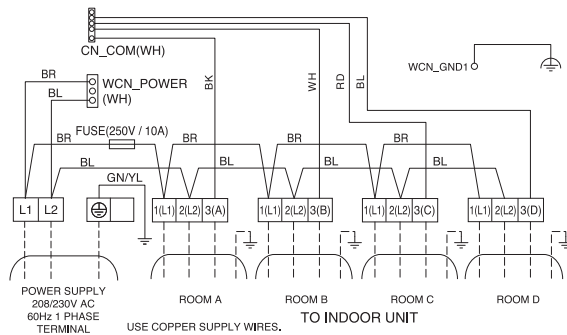 CN_COM(WH)
BR
WCN_POWER
(WH)
BL
BK
WH
RD
BL
WCN_GND1
FUSE(250V / 10A)
BR
BR
BR
BL
BL
BL
GN/YL
L1 L2
1(L1) 2(L2) 3(A)
1(L1) 2(L2) 3(B)
1(L1) 2(L2) 3(C)
1(L1) 2(L2) 3(D)
POWER SUPPLY
208/230V AC
60Hz 1 PHASE
TERMINAL
ROOM A
ROOM B
ROOM C
ROOM D
TO INDOOR UNIT
USE COPPER SUPPLY WIRES.